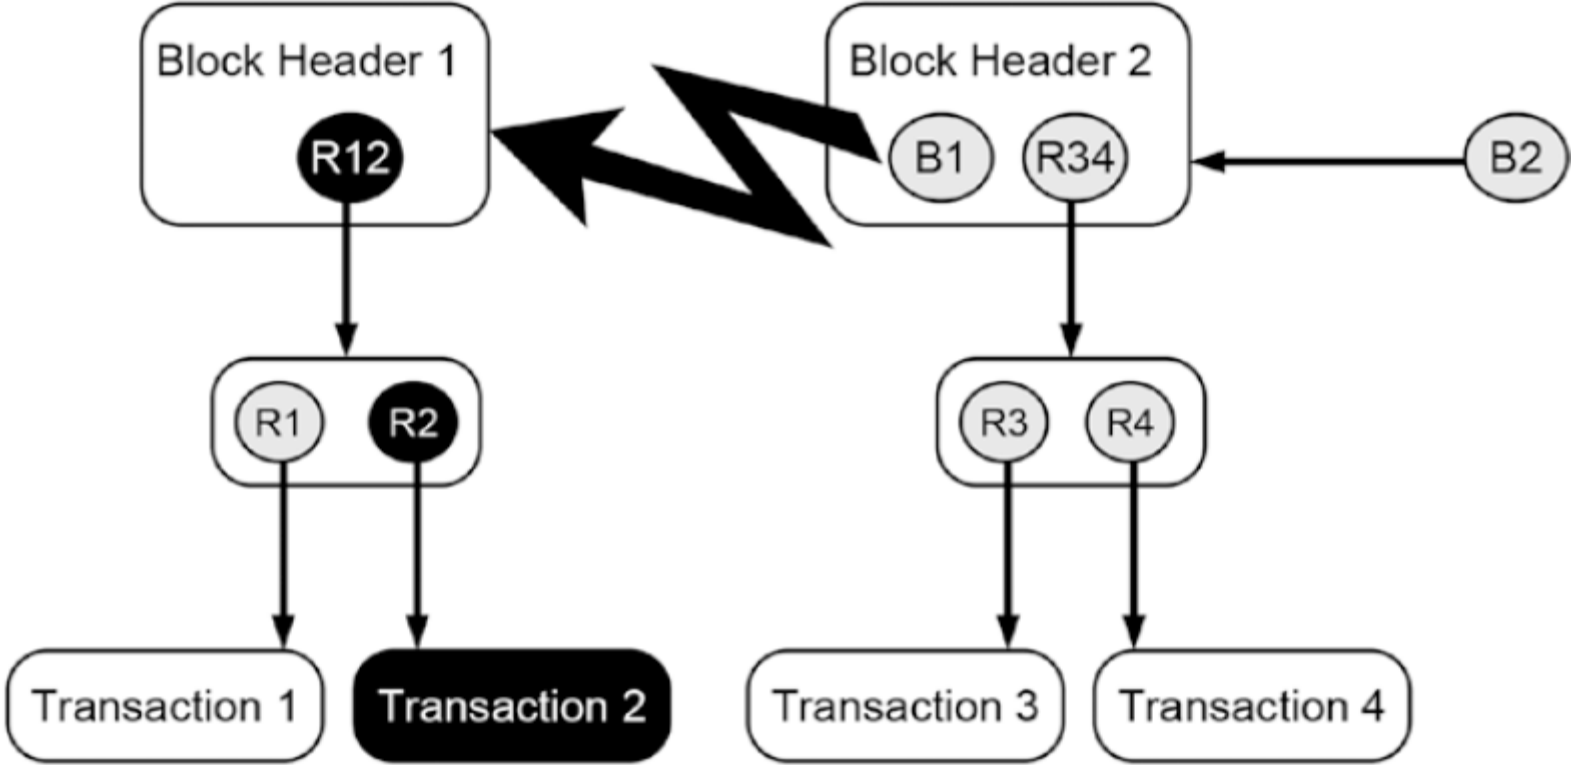 Block Header 1
Block Header 2
R12
B1
R34
B2
R1
R2
R3
R4
Transaction 1
Transaction 2
Transaction 3
Transaction 4